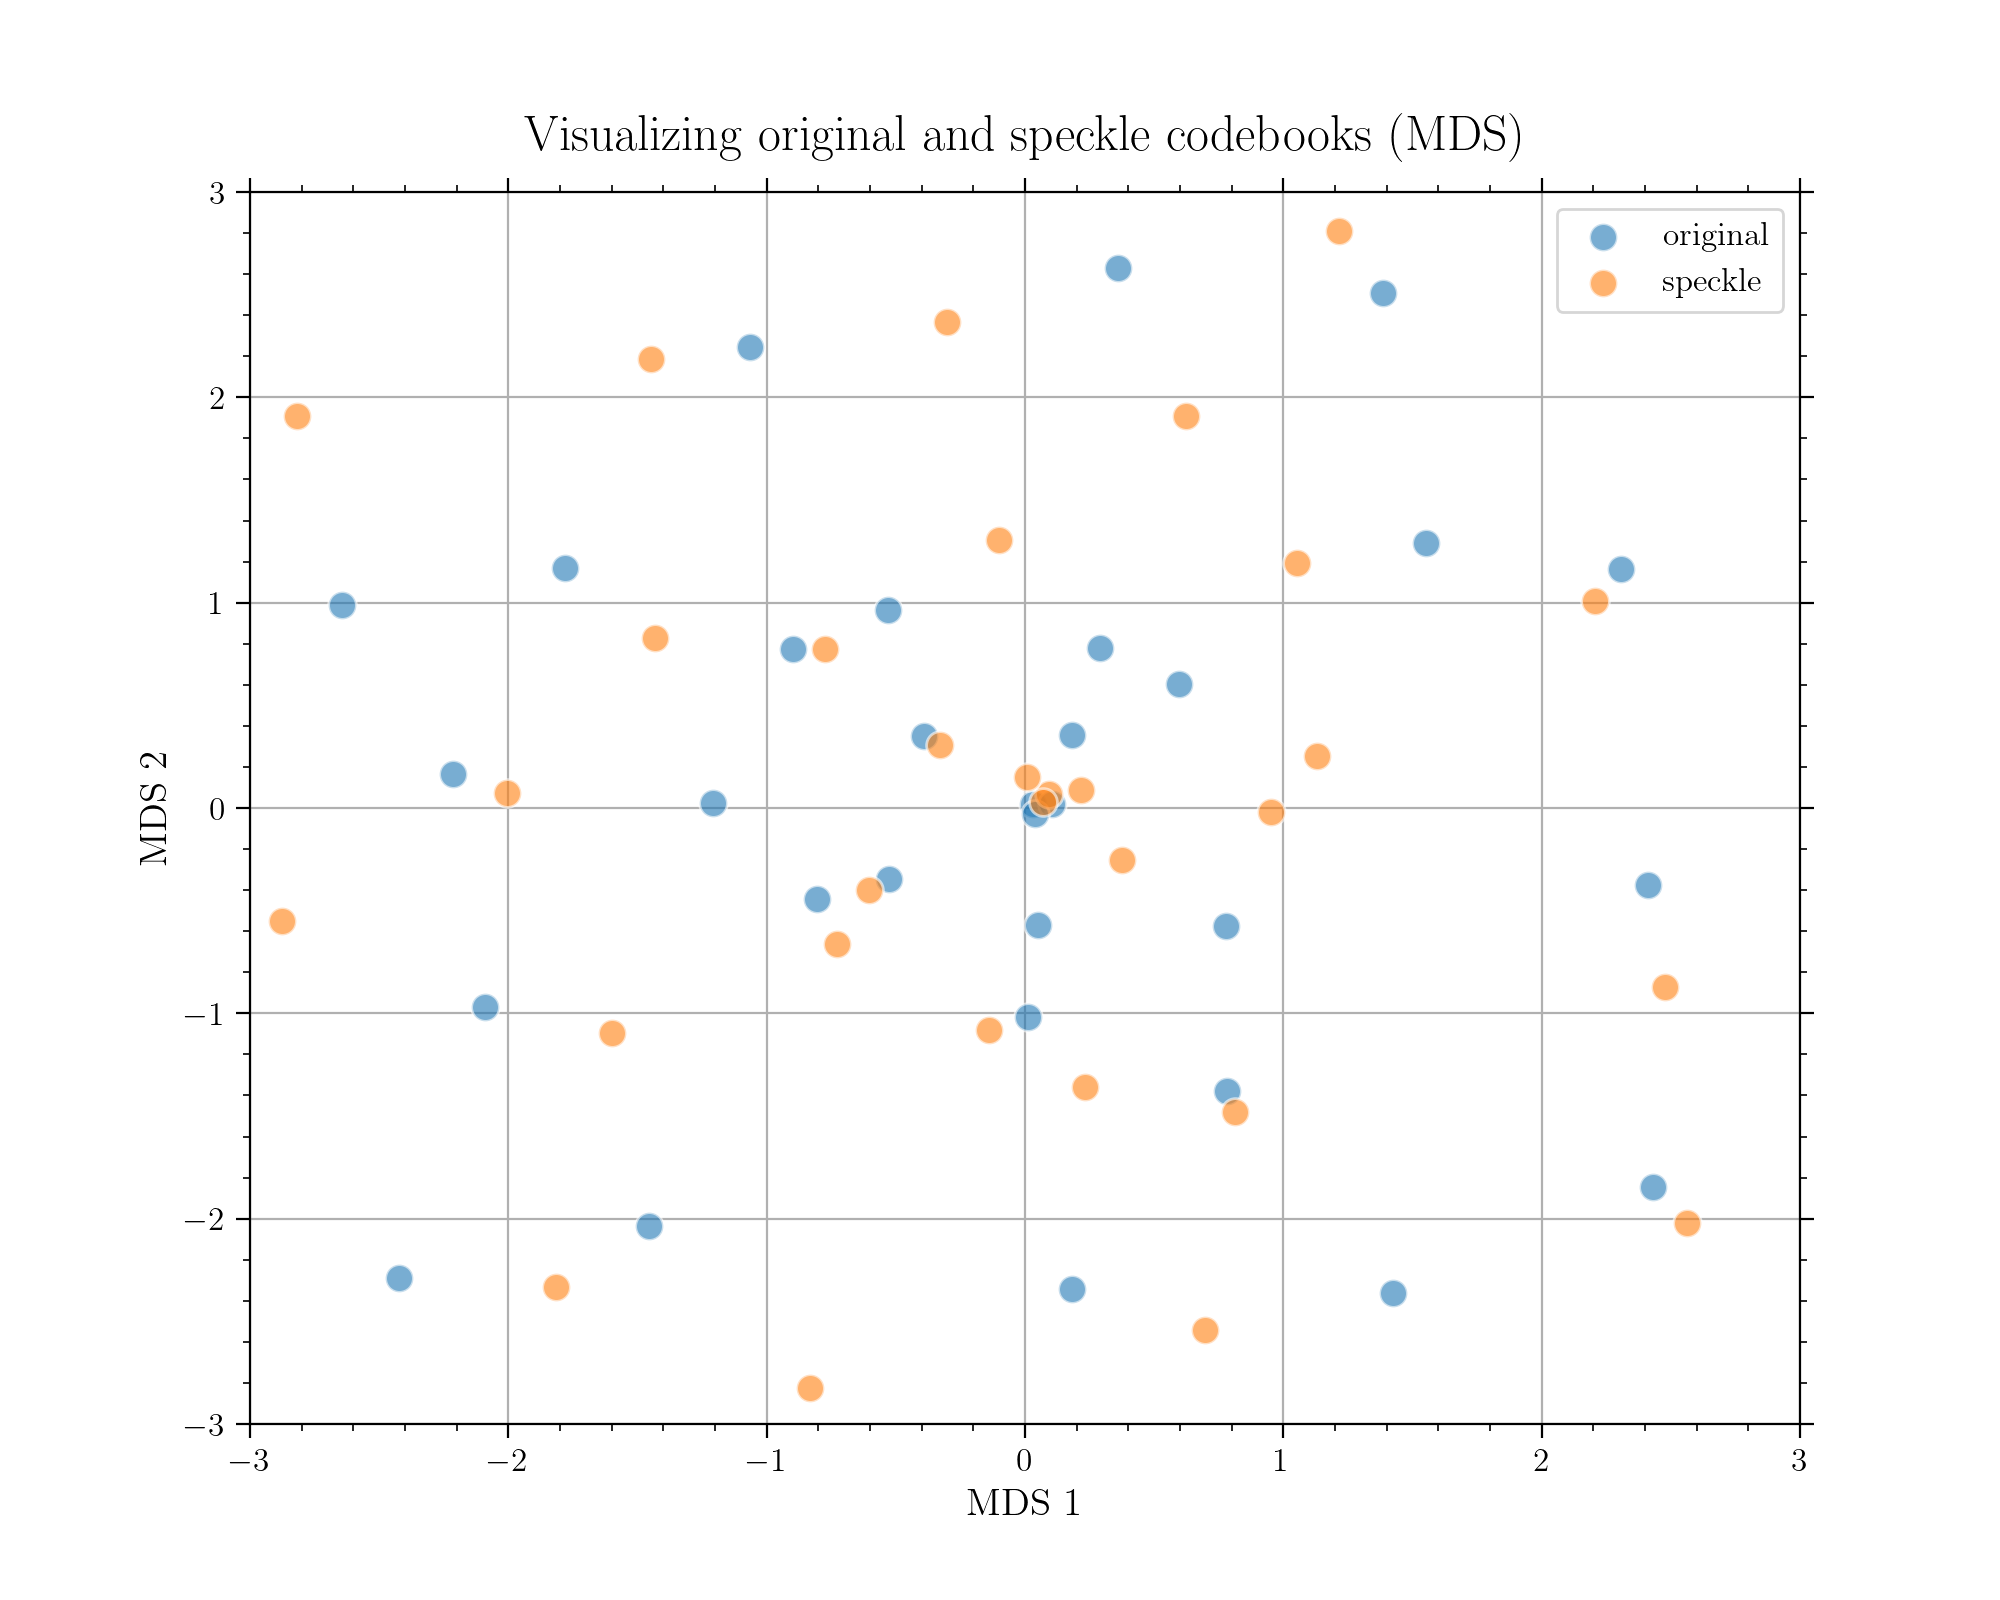 Visualizing original and speckle codebooks (MDS)
original
speckle
3
2
1
0
−1
−2
−3
MDS 2
−3 −2 −1 0 1 2 3
MDS 1